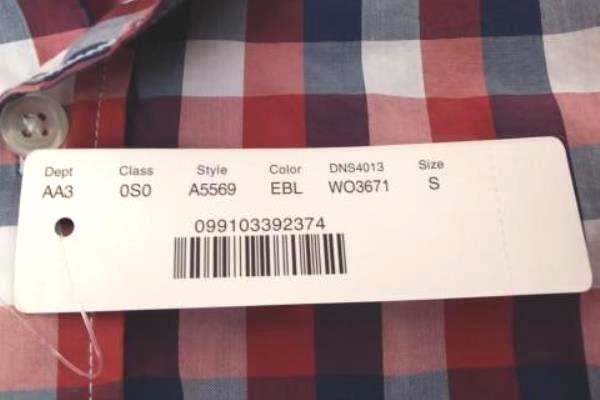 Dept Class Style Color DNS4013 Size
AA3 0S0 A5569 EBL WO3671 S
099103392374